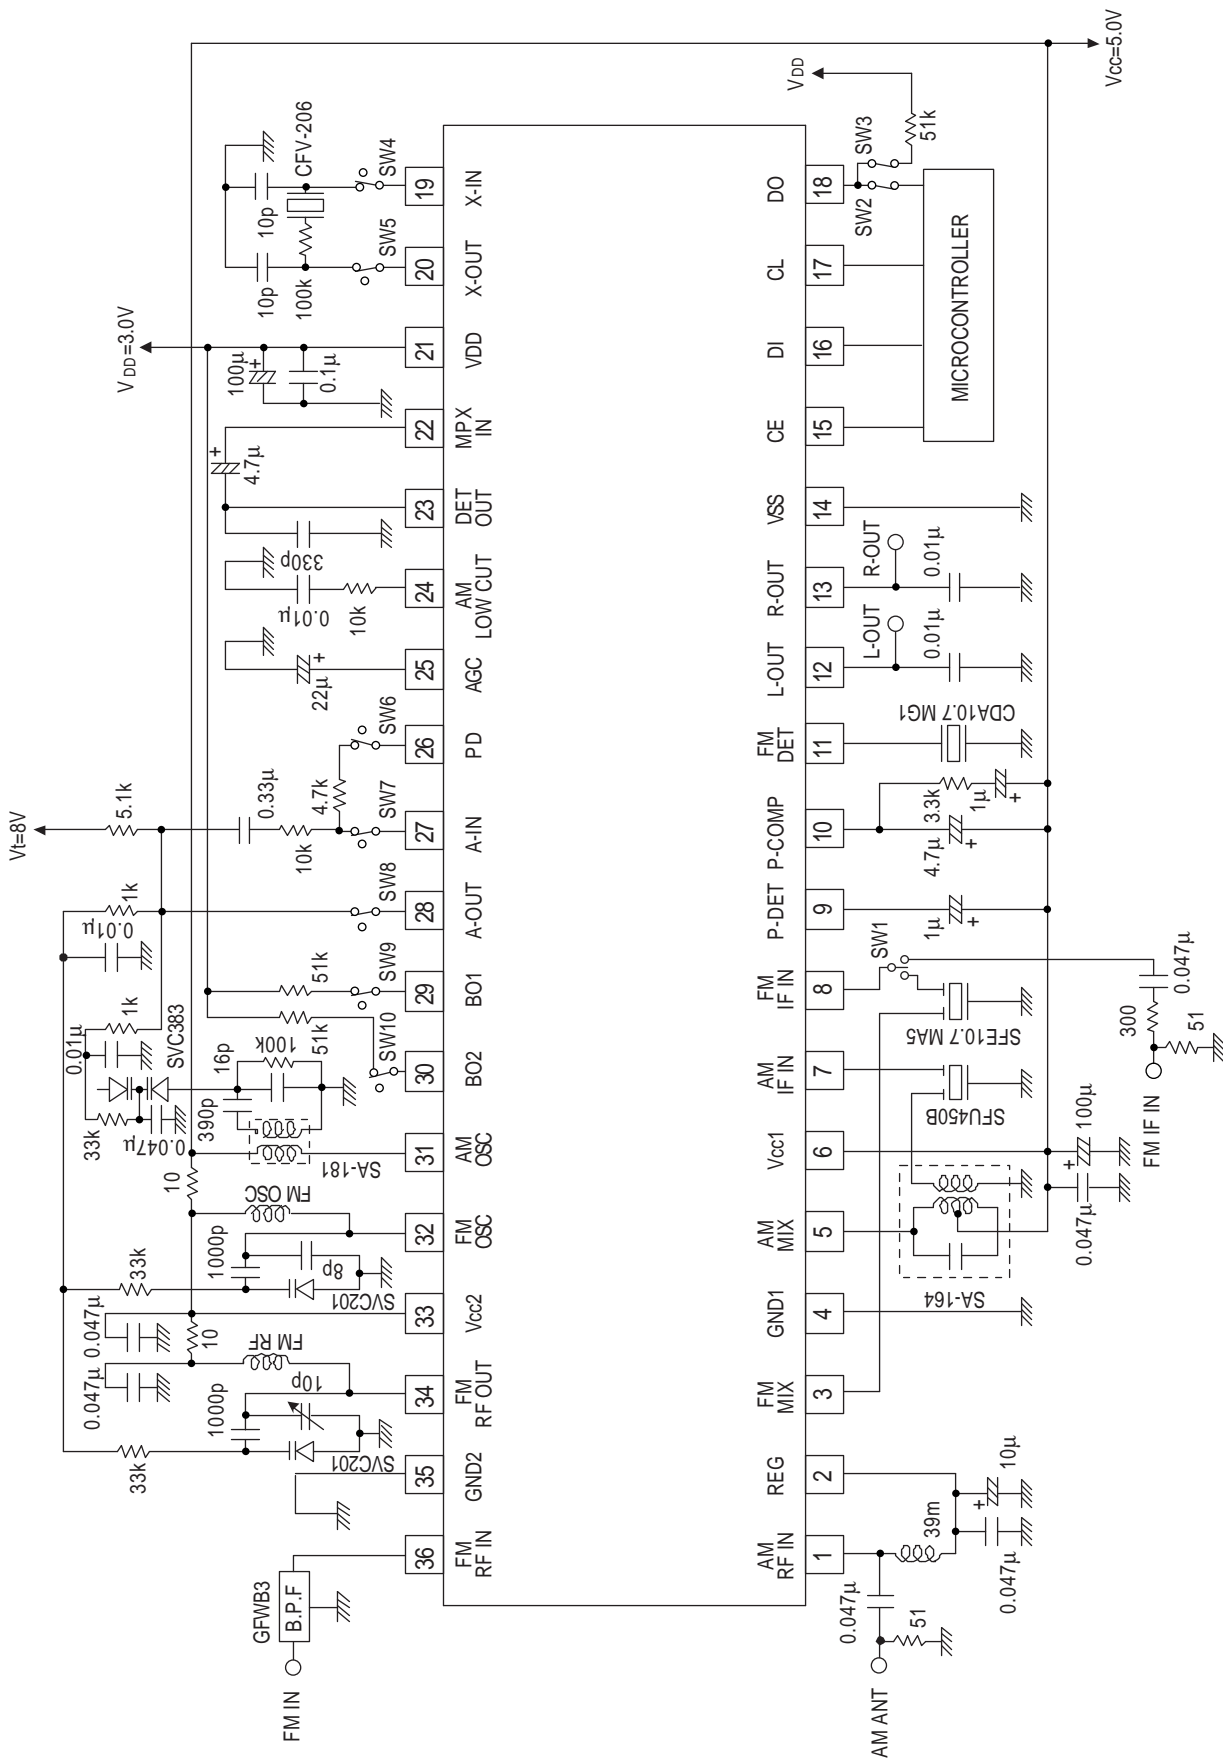 FM IN
GFWB3
B.P.F
33k
1000p
10p
SVC201
0.047µ
FM RF
10
0.047µ
33k
1000p
8p
SVC201
FM OSC
10
SA-181
390p
16p
100k
33k
0.047µ
0.01µ
SVC383
1k
51k
SW10
51k
SW9
0.01µ
1k
SW8
Vt=8V
5.1k
0.33µ
10k
4.7k
SW7
SW6
22µ
+
0.01µ
10k
330p
4.7µ
+
VDD=3.0V
100µ
+
0.1µ
10p
100k
SW5
10p
CFV-206
SW4
36
35
34
33
32
31
30
29
28
27
26
25
24
23
22
21
20
19
FM
RF IN
GND2
FM
RF OUT
Vcc2
FM
OSC
AM
OSC
BO2
BO1
A-OUT
A-IN
PD
AGC
AM
LOW CUT
DET
OUT
MPX
IN
VDD
X-OUT
X-IN
AM
RF IN
REG
FM
MIX
GND1
AM
MIX
Vcc1
AM
IF IN
FM
IF IN
P-DET
P-COMP
FM
DET
L-OUT
R-OUT
VSS
CE
DI
CL
DO
1
2
3
4
5
6
7
8
9
10
11
12
13
14
15
16
17
18
AM ANT
0.047µ
51
39m
0.047µ
10µ
+
SA-164
0.047µ
100µ
+
SFU450B
SFE10.7 MA5
SW1
FM IF IN
300
51
0.047µ
1µ
+
4.7µ
+
3.3k
1µ
+
CDA10.7 MG1
L-OUT
0.01µ
R-OUT
0.01µ
MICROCONTROLLER
SW2
SW3
51k
VDD
Vcc=5.0V